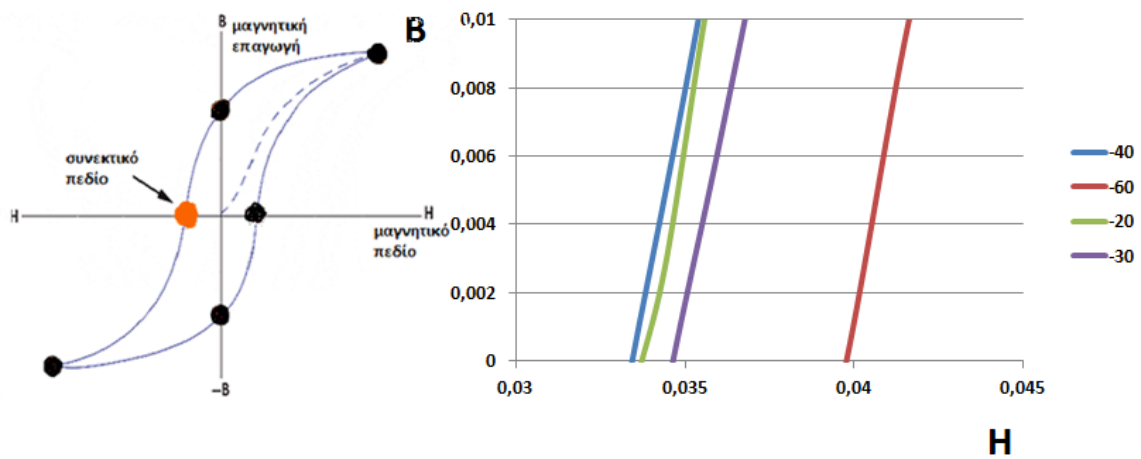 B
μαγνητική
επαγωγή
συνεκτικό
πεδίο
H
H
μαγνητικό
πεδίο
–B
B
0,01
0,008
0,006
0,004
0,002
0
0,03
0,035
0,04
0,045
H
-40
-60
-20
-30